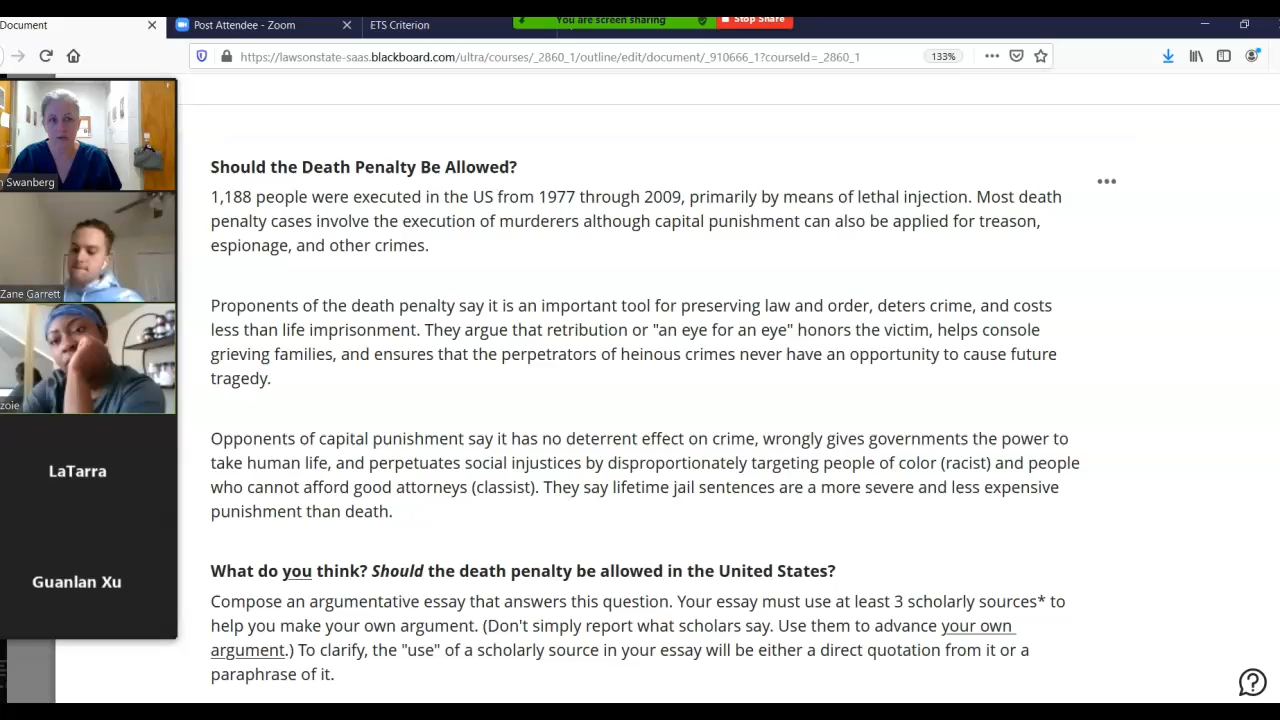 Document
Post Attendee - Zoom
ETS Criterion
You are screen sharing
Stop Share
https://lawsonstate-saas.blackboard.com/ultra/courses/_2860_1/outline/edit/document/_910666_1?courseId=_2860_1
133%
Swanberg
Zane Garrett
zoie
LaTarra
Guanlan Xu
Should the Death Penalty Be Allowed?
1,188 people were executed in the US from 1977 through 2009, primarily by means of lethal injection. Most death
penalty cases involve the execution of murderers although capital punishment can also be applied for treason,
espionage, and other crimes.
Proponents of the death penalty say it is an important tool for preserving law and order, deters crime, and costs
less than life imprisonment. They argue that retribution or "an eye for an eye" honors the victim, helps console
grieving families, and ensures that the perpetrators of heinous crimes never have an opportunity to cause future
tragedy.
Opponents of capital punishment say it has no deterrent effect on crime, wrongly gives governments the power to
take human life, and perpetuates social injustices by disproportionately targeting people of color (racist) and people
who cannot afford good attorneys (classist). They say lifetime jail sentences are a more severe and less expensive
punishment than death.
What do you think? Should the death penalty be allowed in the United States?
Compose an argumentative essay that answers this question. Your essay must use at least 3 scholarly sources* to
help you make your own argument. (Don't simply report what scholars say. Use them to advance your own
argument.) To clarify, the "use" of a scholarly source in your essay will be either a direct quotation from it or a
paraphrase of it.